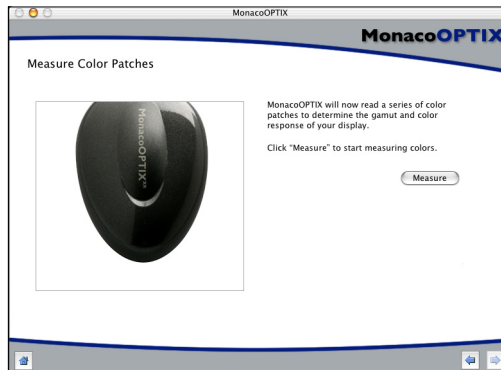 MonacoOPTIX
MonacoOPTIX
Measure Color Patches
MonacoOPTIX
MonacoOPTIX will now read a series of color
patches to determine the gamut and color
response of your display.
Click “Measure” to start measuring colors.
Measure